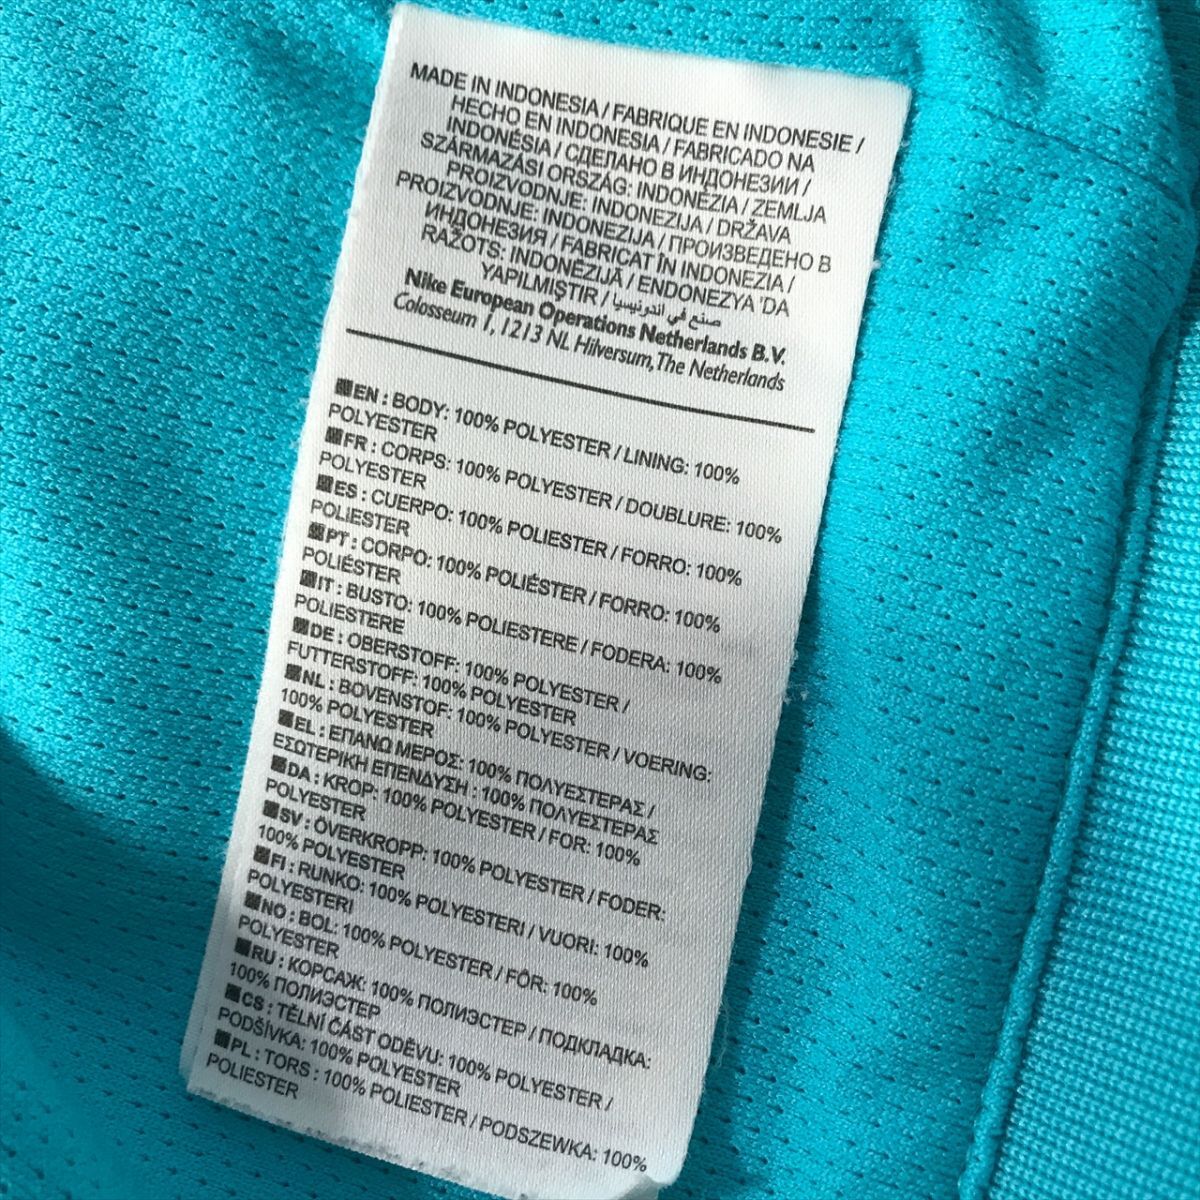 MADE IN INDONESIA / FABRIQUE EN INDONESIE /
HECHO EN INDONESIA / FABRICADO NA
INDONÉSIA / СДЕЛАНО В ИНДОНЕЗИИ /
SZÁRMAZÁSI ORSZÁG: INDONÉZIA / ZEMLJA
PROIZVODNJE: INDONEZIJA / DRŽAVA
PROIZVODNJE: INDONEZIJA / ПРОИЗВЕДЕНО В
ИНДОНЕЗИЯ / FABRICAT ÎN INDONEZIA /
RAŽOTS: INDONĒZIJĀ / ENDONEZYA 'DA
YAPILMIŞTIR / صنع في اندونيسيا
Nike European Operations Netherlands B.V.
Colosseum 1, 1213 NL Hilversum, The Netherlands
EN : BODY: 100% POLYESTER / LINING: 100%
POLYESTER
FR : CORPS: 100% POLYESTER / DOUBLURE: 100%
POLYESTER
ES : CUERPO: 100% POLIESTER / FORRO: 100%
POLIESTER
PT : CORPO: 100% POLIÉSTER / FORRO: 100%
POLIÉSTER
IT : BUSTO: 100% POLIESTERE / FODERA: 100%
POLIESTERE
DE : OBERSTOFF: 100% POLYESTER /
FUTTERSTOFF: 100% POLYESTER
NL : BOVENSTOF: 100% POLYESTER / VOERING:
100% POLYESTER
EL : ΕΠΑΝΩ ΜΕΡΟΣ: 100% ΠΟΛΥΕΣΤΕΡΑΣ /
ΕΣΩΤΕΡΙΚΗ ΕΠΕΝΔΥΣΗ : 100% ΠΟΛΥΕΣΤΕΡΑΣ
DA : KROP: 100% POLYESTER / FOR: 100%
POLYESTER
SV : ÖVERKROPP: 100% POLYESTER / FODER:
100% POLYESTER
FI : RUNKO: 100% POLYESTERI / VUORI: 100%
POLYESTERI
NO : BOL: 100% POLYESTER / FÔR: 100%
POLYESTER
RU : КОРСАЖ: 100% ПОЛИЭСТЕР / ПОДКЛАДКА:
100% ПОЛИЭСТЕР
CS : TĚLNÍ ČÁST ODĚVU: 100% POLYESTER /
PODŠÍVKA: 100% POLYESTER
PL : TORS : 100% POLIESTER / PODSZEWKA: 100%
POLIESTER